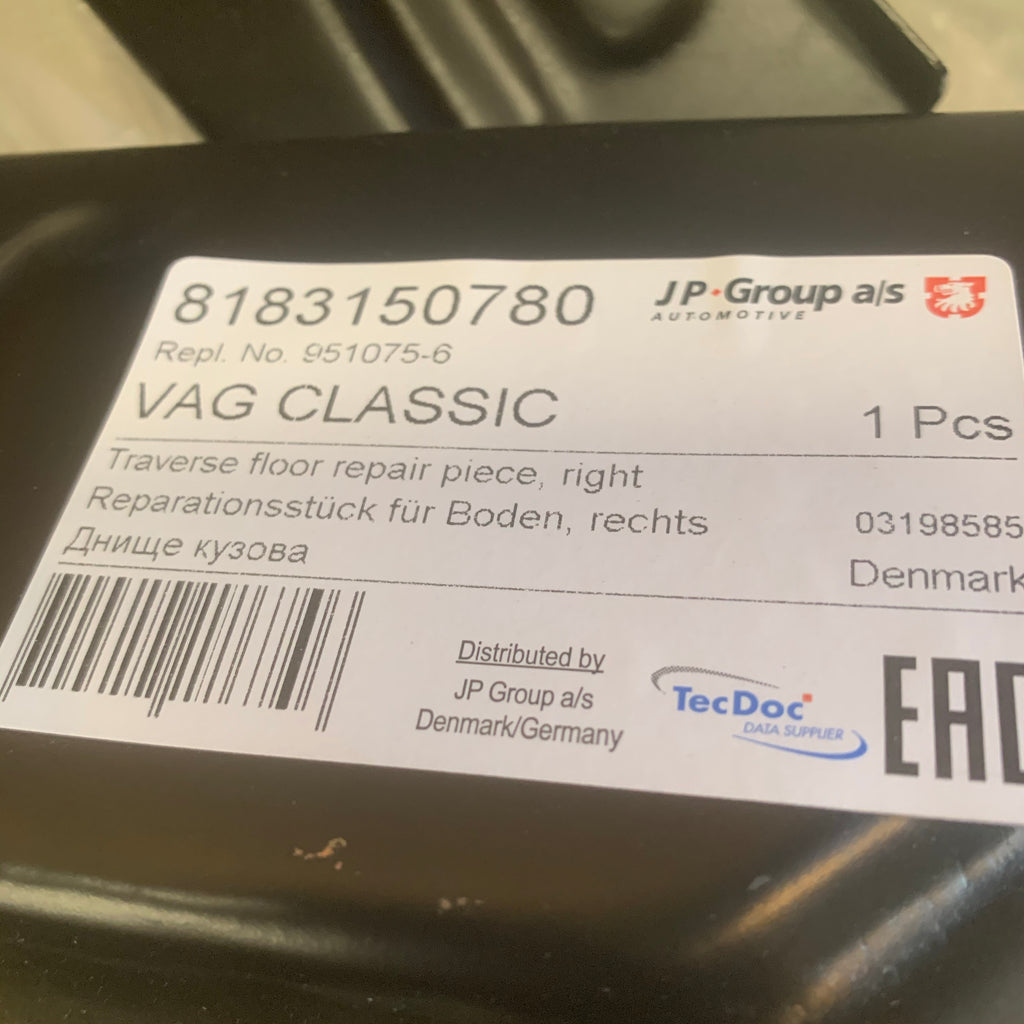 8183150780
JP Group a/s
AUTOMOTIVE
Repl. No. 951075-6
VAG CLASSIC
1 Pcs
Traverse floor repair piece, right
Reparationsstück für Boden, rechts
03198585
Днище кузова
Denmark
Distributed by
JP Group a/s
Denmark/Germany
TecDoc
DATA SUPPLIER
EAC